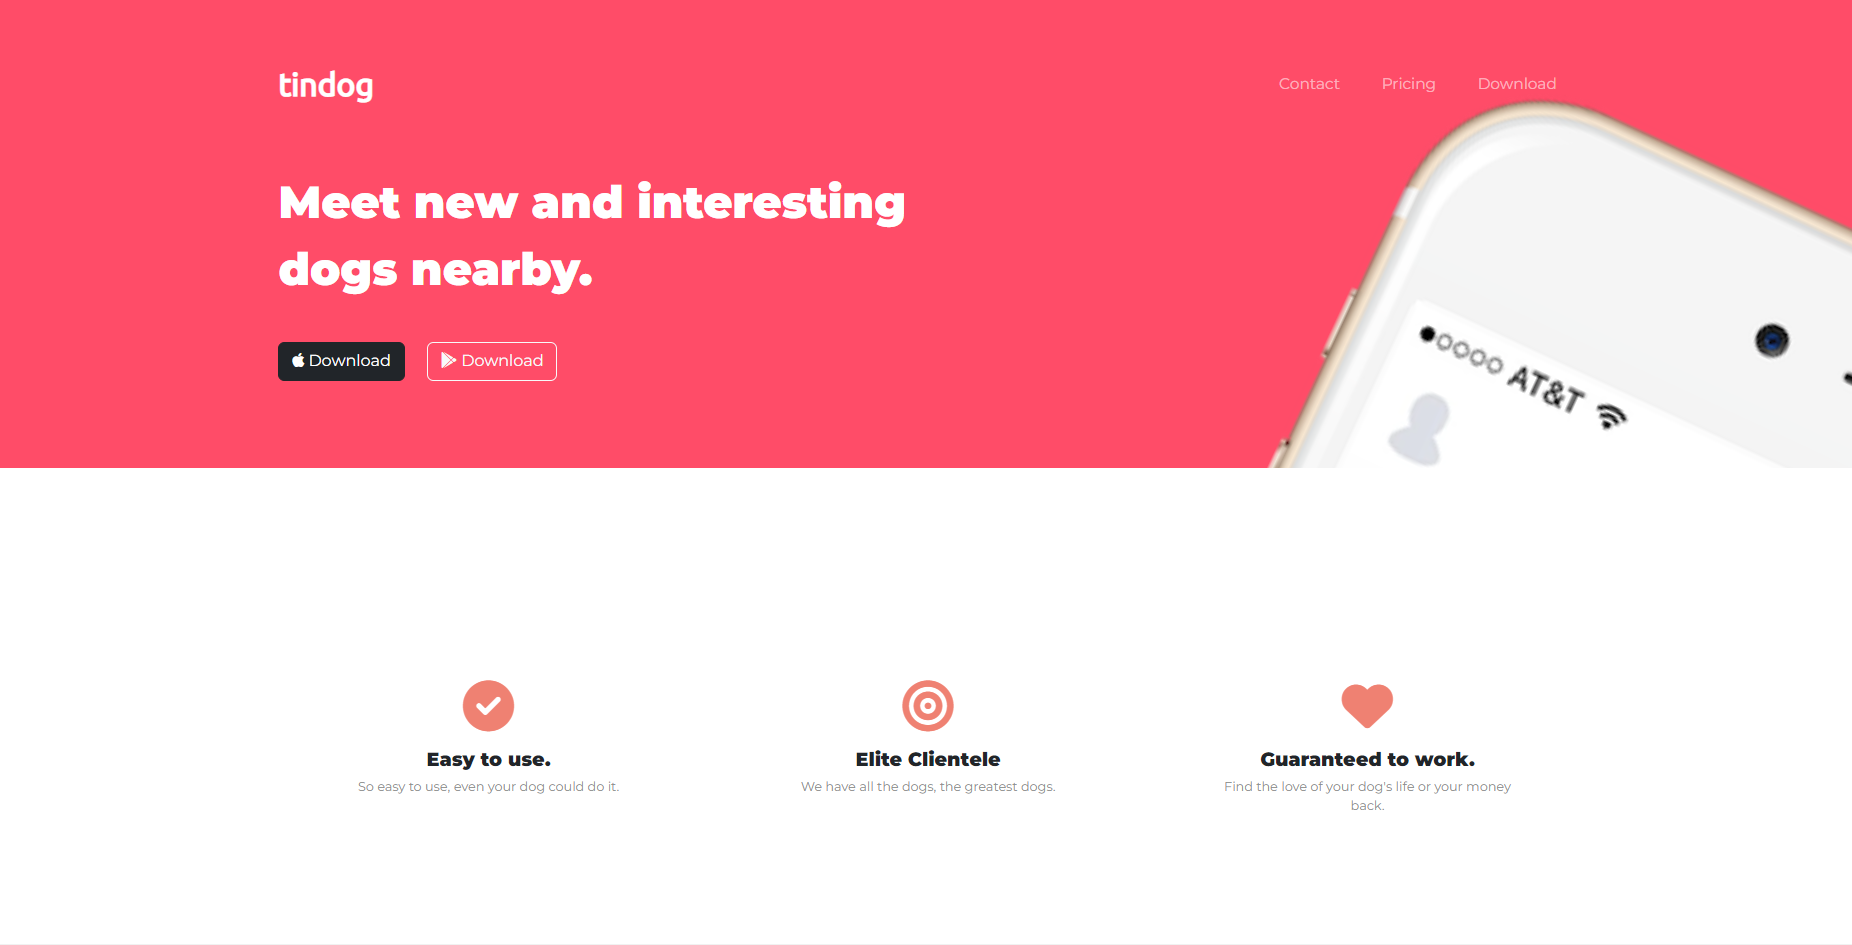 tindog
Contact Pricing Download
Meet new and interesting
dogs nearby.
Download Download
AT&T
Easy to use.
So easy to use, even your dog could do it.
Elite Clientele
We have all the dogs, the greatest dogs.
Guaranteed to work.
Find the love of your dog's life or your money
back.